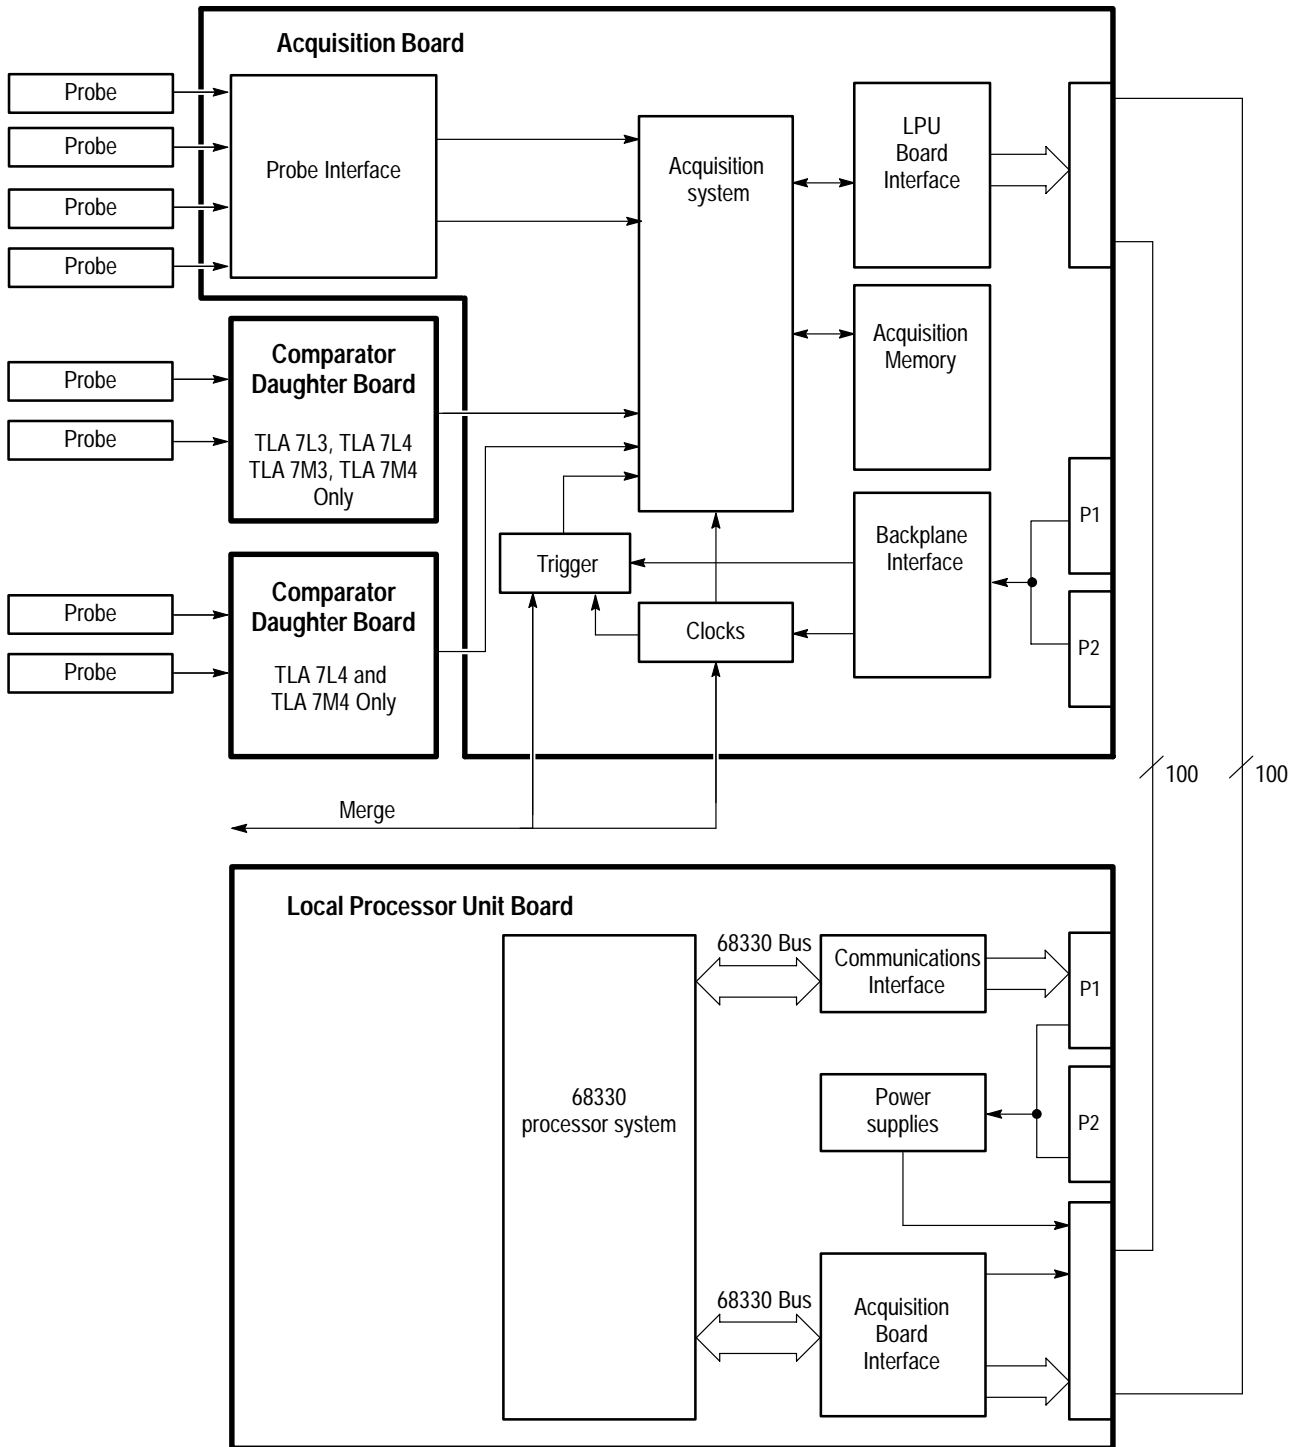 Acquisition Board
Probe
Probe
Probe
Probe
Probe Interface
Acquisition
system
LPU
Board
Interface
Acquisition
Memory
Probe
Probe
Comparator
Daughter Board
TLA 7L3, TLA 7L4
TLA 7M3, TLA 7M4
Only
Trigger
Clocks
Backplane
Interface
P1
P2
Probe
Probe
Comparator
Daughter Board
TLA 7L4 and
TLA 7M4 Only
100
100
Merge
Local Processor Unit Board
68330
processor system
68330 Bus
Communications
Interface
P1
Power
supplies
P2
68330 Bus
Acquisition
Board
Interface